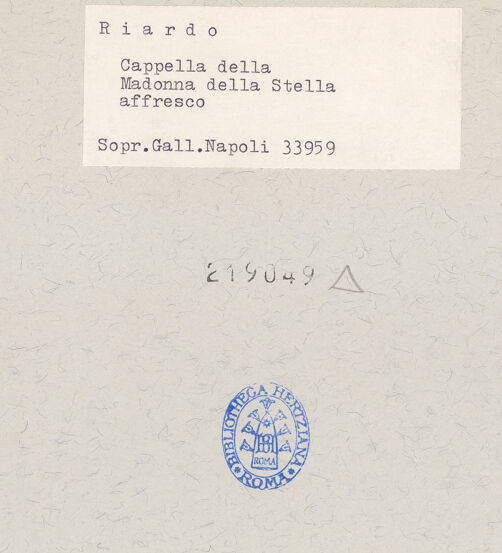 R i a r d o
Cappella della
Madonna della Stella
affresco
Sopr.Gall.Napoli 33959
219049
BIBLIOTHECA HERTZIANA
ROMA
ROMA